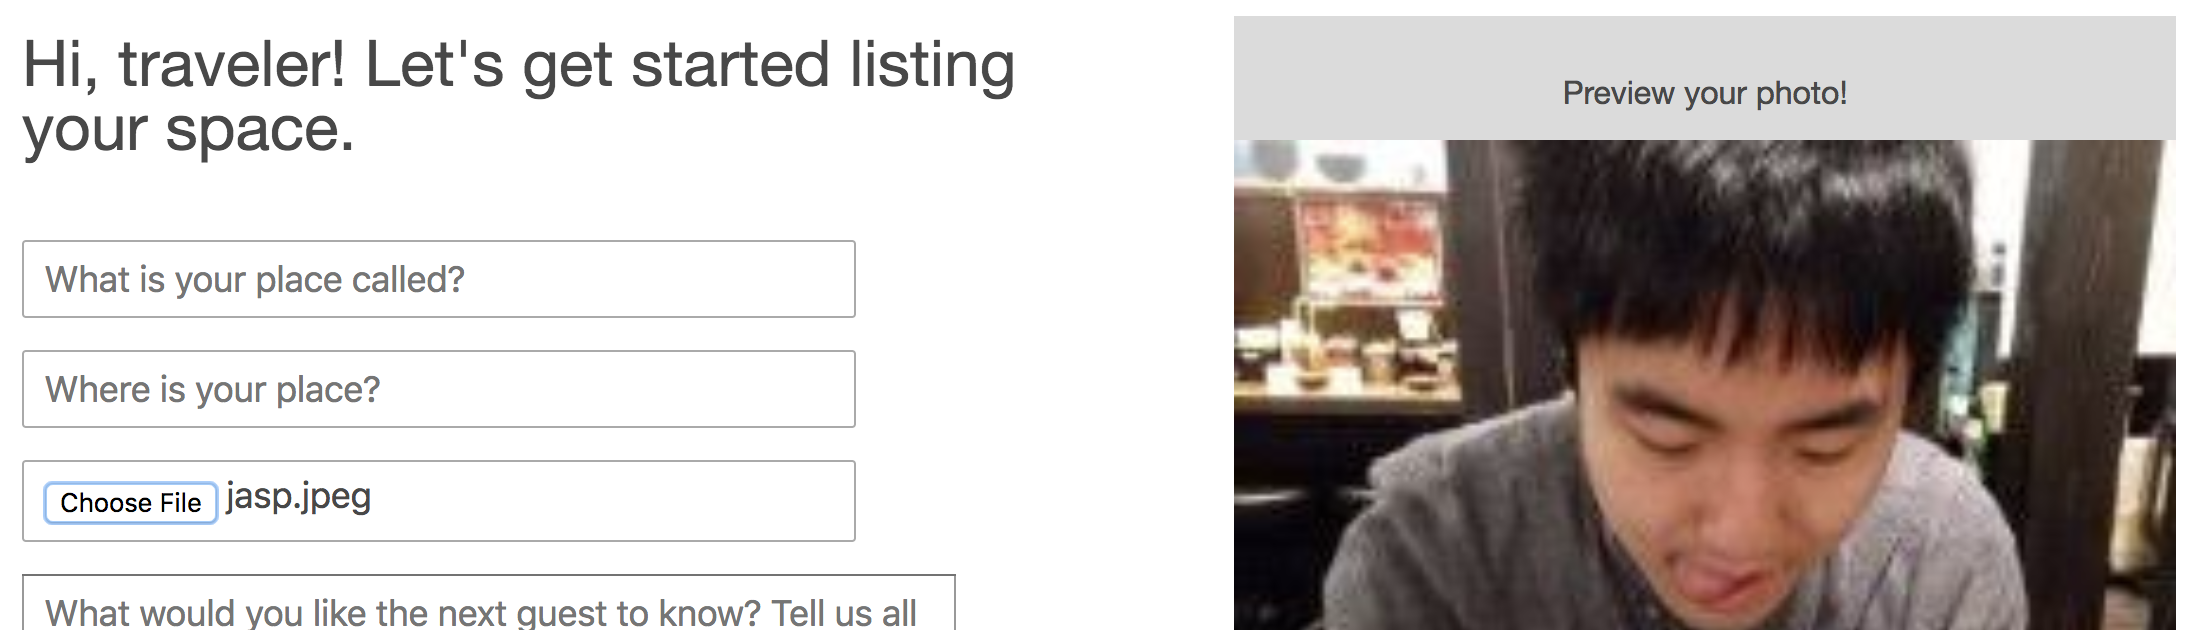 Hi, traveler! Let's get started listing
your space.
What is your place called?
Where is your place?
Choose File jasp.jpeg
What would you like the next guest to know? Tell us all
Preview your photo!